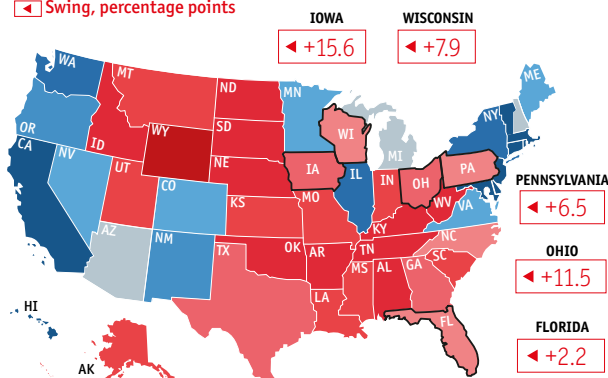 ◀ Swing, percentage points
IOWA
WISCONSIN
◀ +15.6
◀ +7.9
WA
MT
ND
MN
ME
OR
ID
WY
SD
WI
MI
NY
CA
NV
UT
CO
NE
IA
IL
IN
OH
PA
PENNSYLVANIA
◀ +6.5
KS
MO
KY
WV
VA
AZ
NM
OK
AR
TN
NC
OHIO
◀ +11.5
TX
LA
MS
AL
GA
SC
FL
FLORIDA
◀ +2.2
HI
AK